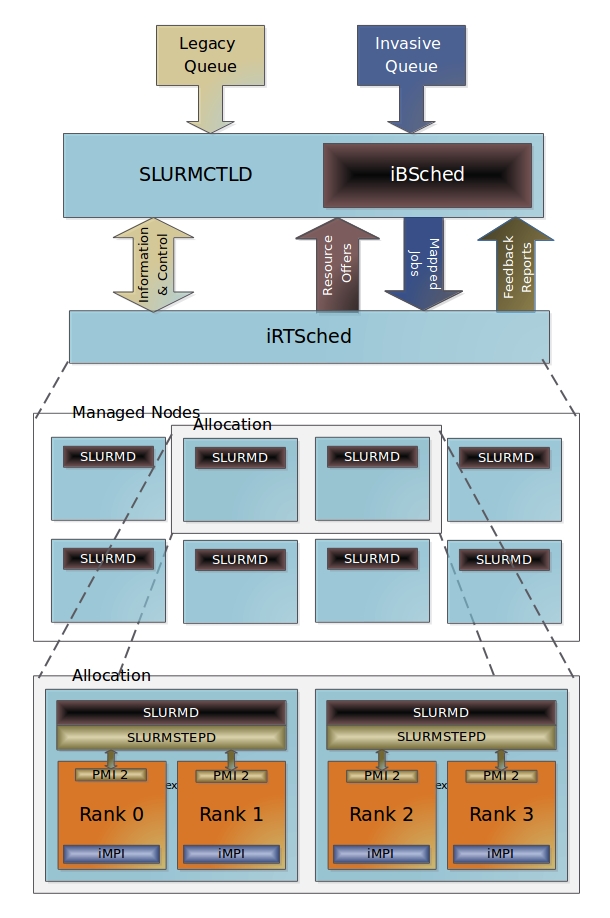 Legacy
Queue
Invasive
Queue
SLURMCTLD
iBSched
Information
& Control
Resource
Offers
Mapped
Jobs
Feedback
Reports
iRTSched
Managed Nodes
Allocation
SLURMD
SLURMD
SLURMD
SLURMD
SLURMD
SLURMD
SLURMD
SLURMD
Allocation
SLURMD
SLURMD
SLURMSTEPD
SLURMSTEPD
PMI 2
PMI 2
PMI 2
PMI 2
ex
ex
Rank 0
Rank 1
Rank 2
Rank 3
iMPI
iMPI
iMPI
iMPI